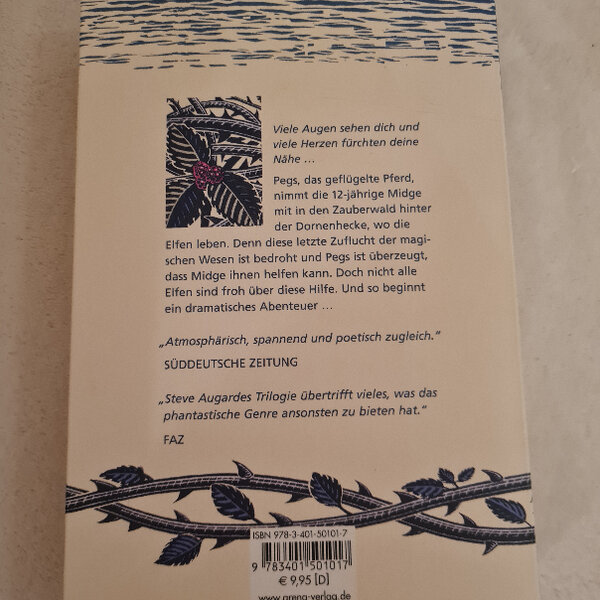 Viele Augen sehen dich und
viele Herzen fürchten deine
Nähe ...
Pegs, das geflügelte Pferd,
nimmt die 12-jährige Midge
mit in den Zauberwald hinter
der Dornenhecke, wo die
Elfen leben. Denn diese letzte Zuflucht der magi-
schen Wesen ist bedroht und Pegs ist überzeugt,
dass Midge ihnen helfen kann. Doch nicht alle
Elfen sind froh über diese Hilfe. Und so beginnt
ein dramatisches Abenteuer ...
„Atmosphärisch, spannend und poetisch zugleich.“
SÜDDEUTSCHE ZEITUNG
„Steve Augardes Trilogie übertrifft vieles, was das
phantastische Genre ansonsten zu bieten hat.“
FAZ
ISBN 978-3-401-50101-7
9 783401 501017
€ 9,95 [D]
www.arena-verlag.de